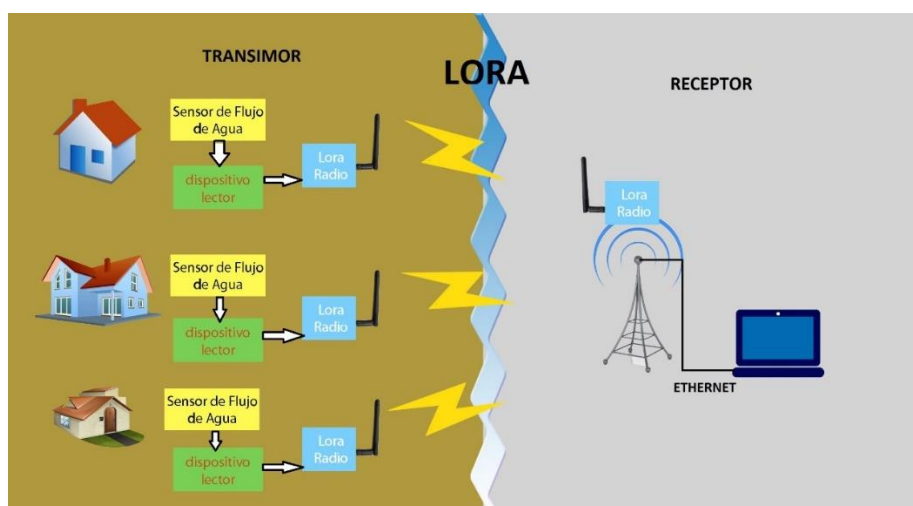 TRANSIMOR
LORA
RECEPTOR
Sensor de Flujo
de Agua
dispositivo
lector
Lora
Radio
Sensor de Flujo
de Agua
dispositivo
lector
Lora
Radio
Sensor de Flujo
de Agua
dispositivo
lector
Lora
Radio
Lora
Radio
ETHERNET